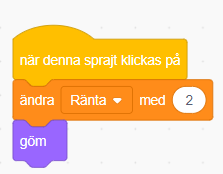 när denna sprajt klickas på
ändra Ränta med 2
göm